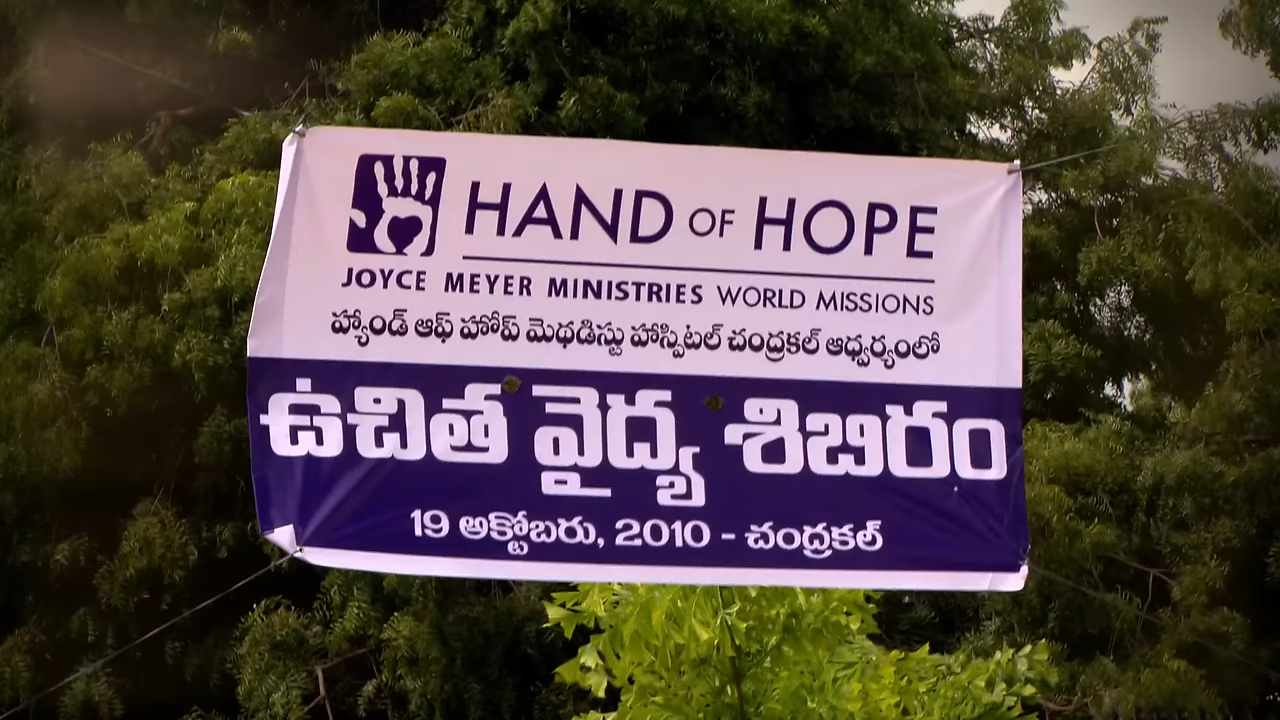 HAND OF HOPE
JOYCE MEYER MINISTRIES WORLD MISSIONS
హ్యాండ్ ఆఫ్ హోప్ మెథడిస్టు హాస్పిటల్ చంద్రకల్ ఆధ్వర్యంలో
ఉచిత వైద్య శిబిరం
19 అక్టోబరు, 2010 - చంద్రకల్